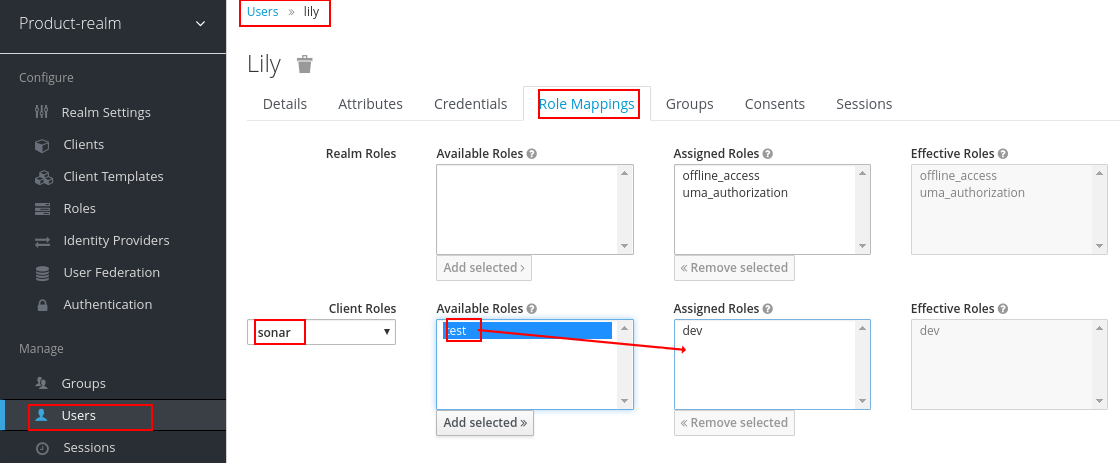 Product-realm
Configure
Realm Settings
Clients
Client Templates
Roles
Identity Providers
User Federation
Authentication
Manage
Groups
Users
Sessions
Users » lily
Lily
Details Attributes Credentials Role Mappings Groups Consents Sessions
Realm Roles Available Roles ? Assigned Roles ? Effective Roles ?
offline_access offline_access
uma_authorization uma_authorization
Add selected › « Remove selected
Client Roles Available Roles ? Assigned Roles ? Effective Roles ?
sonar test dev dev
Add selected » « Remove selected